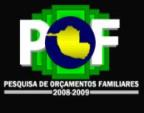 POF
PESQUISA DE ORÇAMENTOS FAMILIARES
2008-2009